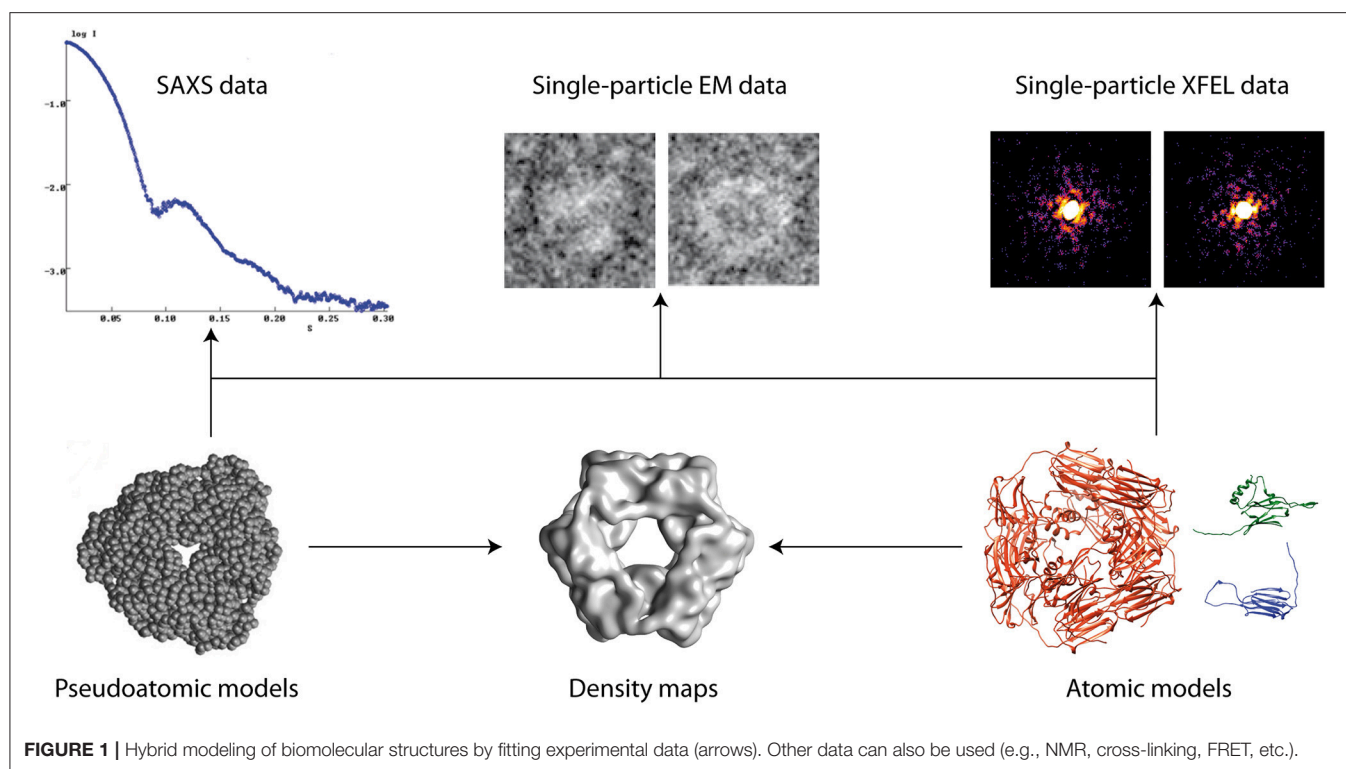 log I
SAXS data
Single-particle EM data
Single-particle XFEL data
-1.0
-2.0
-3.0
0.05 0.10 0.15 0.20 0.25 0.30
S
Pseudoatomic models
Density maps
Atomic models
FIGURE 1 | Hybrid modeling of biomolecular structures by fitting experimental data (arrows). Other data can also be used (e.g., NMR, cross-linking, FRET, etc.).